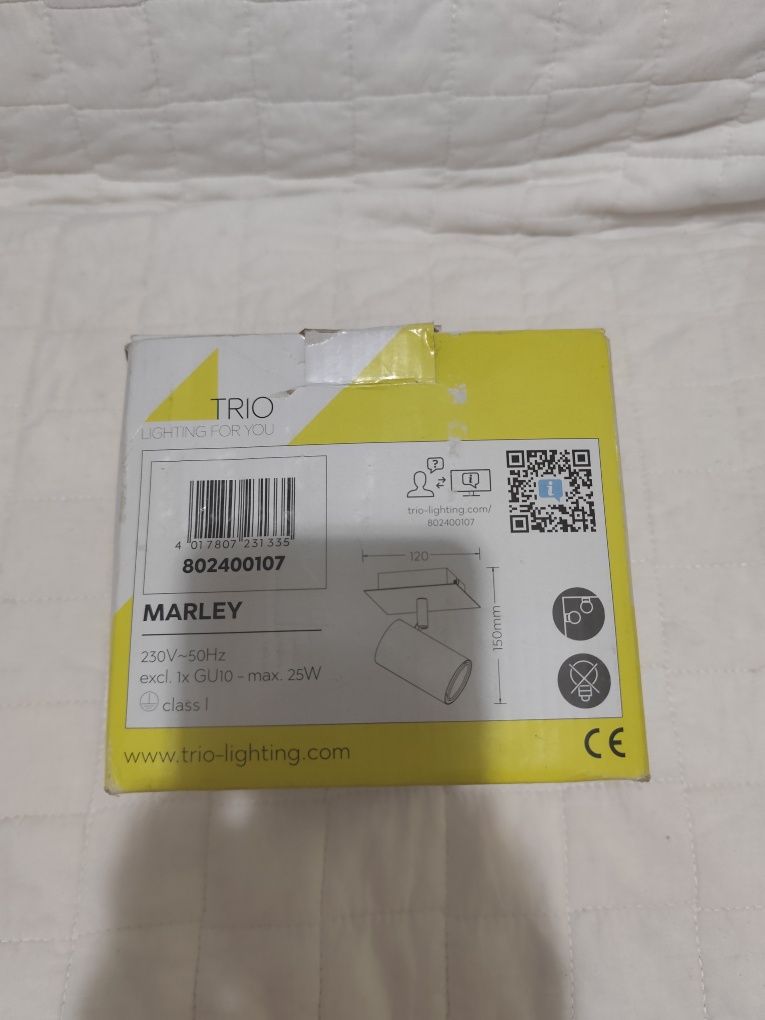 TRIO
LIGHTING FOR YOU
4 017807 231335
802400107
?
i
trio-lighting.com/
802400107
i
MARLEY
230V~50Hz
excl. 1x GU10 - max. 25W
class I
120
150mm
www.trio-lighting.com
CE